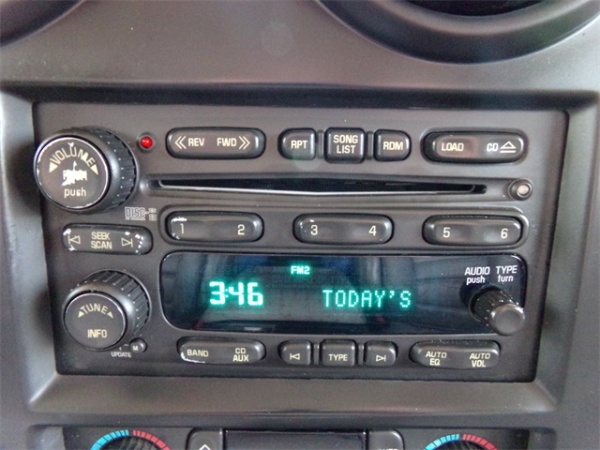 VOLUME
push
REV FWD
RPT
SONG LIST
RDM
LOAD CD
1 2
3 4
5 6
SEEK
SCAN
FM2
3:46 TODAY'S
AUDIO TYPE
push turn
TUNE
INFO
UPDATE M
BAND
CD
AUX
TYPE
AUTO
EQ
AUTO
VOL